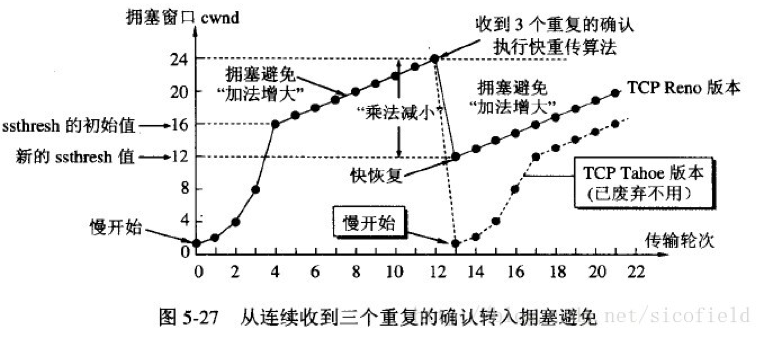 拥塞窗口 cwnd
收到 3 个重复的确认
执行快重传算法
24
20
16
12
8
4
0
拥塞避免
“加法增大”
“乘法减小”
拥塞避免
“加法增大”
TCP Reno 版本
ssthresh 的初始值
新的 ssthresh 值
快恢复
TCP Tahoe 版本
(已废弃不用)
慢开始
慢开始
传输轮次
0 2 4 6 8 10 12 14 16 18 20 22
图 5-27 从连续收到三个重复的确认转入拥塞避免
net/sicofield